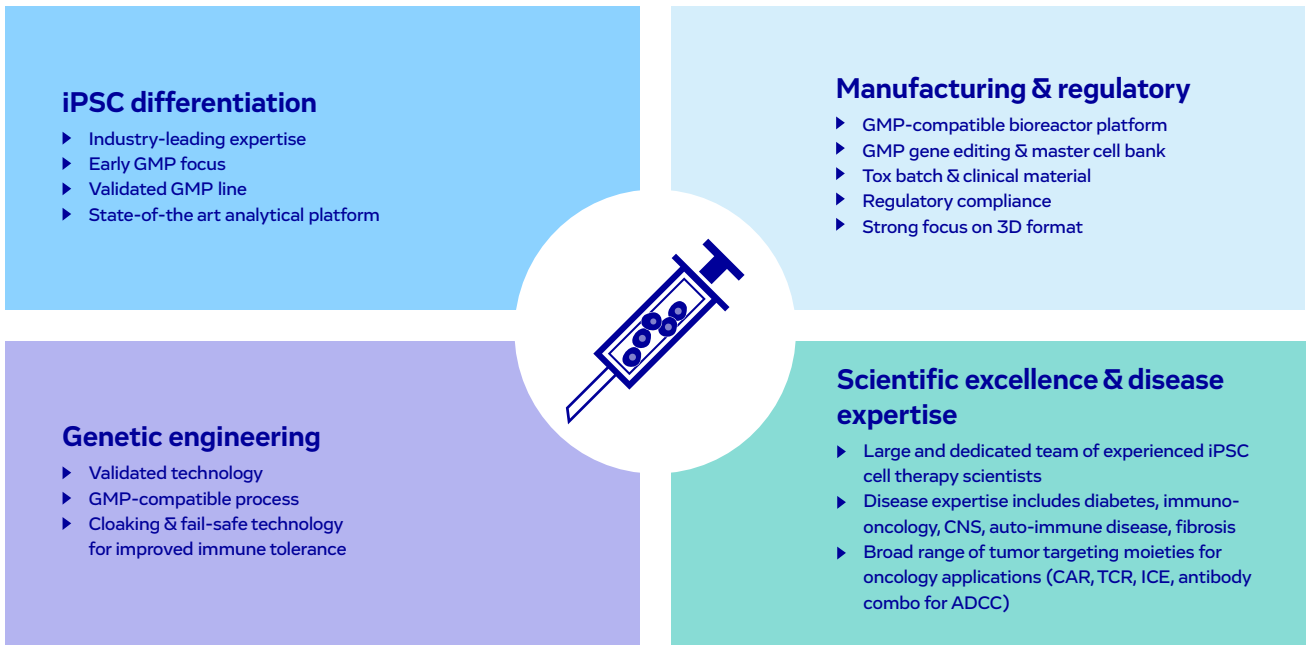 iPSC differentiation
Industry-leading expertise
Early GMP focus
Validated GMP line
State-of-the art analytical platform
Manufacturing & regulatory
GMP-compatible bioreactor platform
GMP gene editing & master cell bank
Tox batch & clinical material
Regulatory compliance
Strong focus on 3D format
Genetic engineering
Validated technology
GMP-compatible process
Cloaking & fail-safe technology
for improved immune tolerance
Scientific excellence & disease
expertise
Large and dedicated team of experienced iPSC
cell therapy scientists
Disease expertise includes diabetes, immuno-
oncology, CNS, auto-immune disease, fibrosis
Broad range of tumor targeting moieties for
oncology applications (CAR, TCR, ICE, antibody
combo for ADCC)